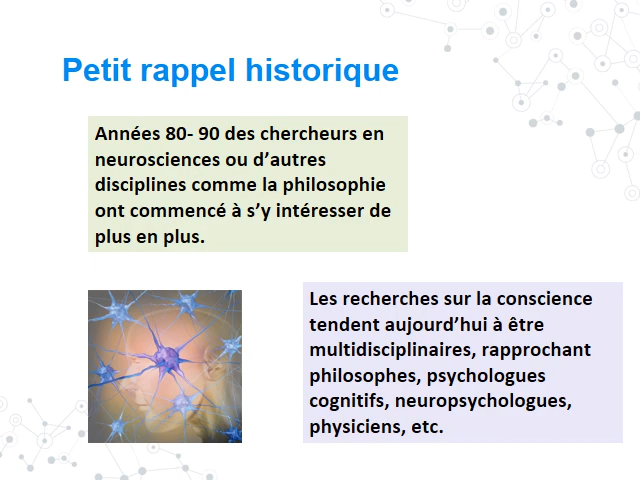 Petit rappel historique
Années 80- 90 des chercheurs en
neurosciences ou d’autres
disciplines comme la philosophie
ont commencé à s’y intéresser de
plus en plus.
Les recherches sur la conscience
tendent aujourd’hui à être
multidisciplinaires, rapprochant
philosophes, psychologues
cognitifs, neuropsychologues,
physiciens, etc.